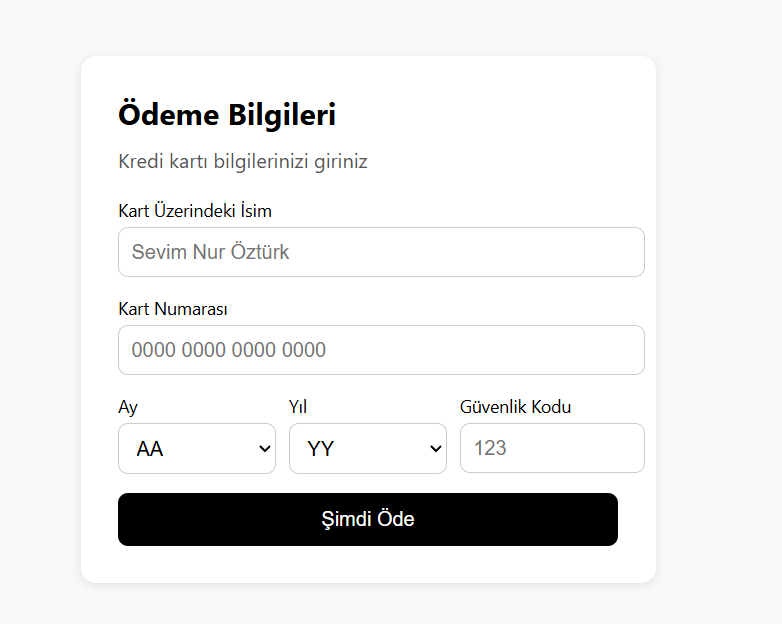 Ödeme Bilgileri
Kredi kartı bilgilerinizi giriniz
Kart Üzerindeki İsim
Sevim Nur Öztürk
Kart Numarası
0000 0000 0000 0000
Ay Yıl Güvenlik Kodu
AA YY 123
Şimdi Öde